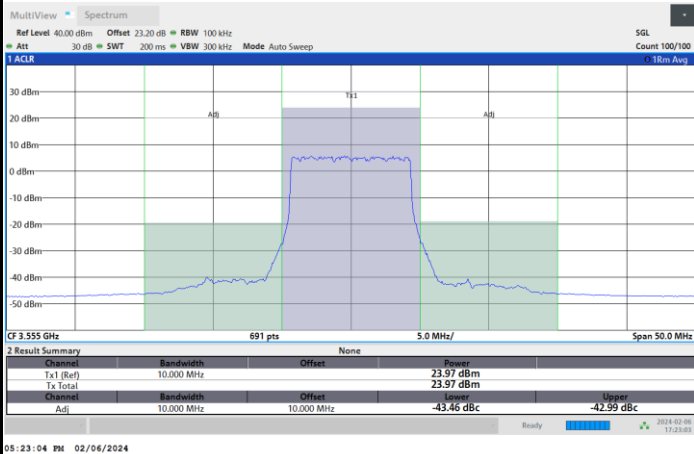 MultiView Spectrum
Ref Level 40.00 dBm Offset 23.20 dB RBW 100 kHz SGL
Att 30 dB SWT 200 ms VBW 300 kHz Mode Auto Sweep Count 100/100
1 ACLR 1Rm Avg
30 dBm
Tx1
20 dBm
Adj Adj
10 dBm
0 dBm
-10 dBm
-20 dBm
-30 dBm
-40 dBm
-50 dBm
CF 3.555 GHz 691 pts 5.0 MHz/ Span 50.0 MHz
2 Result Summary None
Channel Bandwidth Offset Power
Tx1 (Ref) 10.000 MHz 23.97 dBm
Tx Total 23.97 dBm
Channel Bandwidth Offset Lower Upper
Adj 10.000 MHz 10.000 MHz -43.46 dBc -42.99 dBc
Ready 2024-02-06
17:23:03
05:23:04 PM 02/06/2024